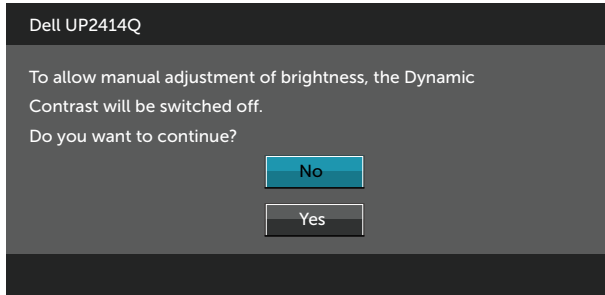 Dell UP2414Q
To allow manual adjustment of brightness, the Dynamic
Contrast will be switched off.
Do you want to continue?
No
Yes